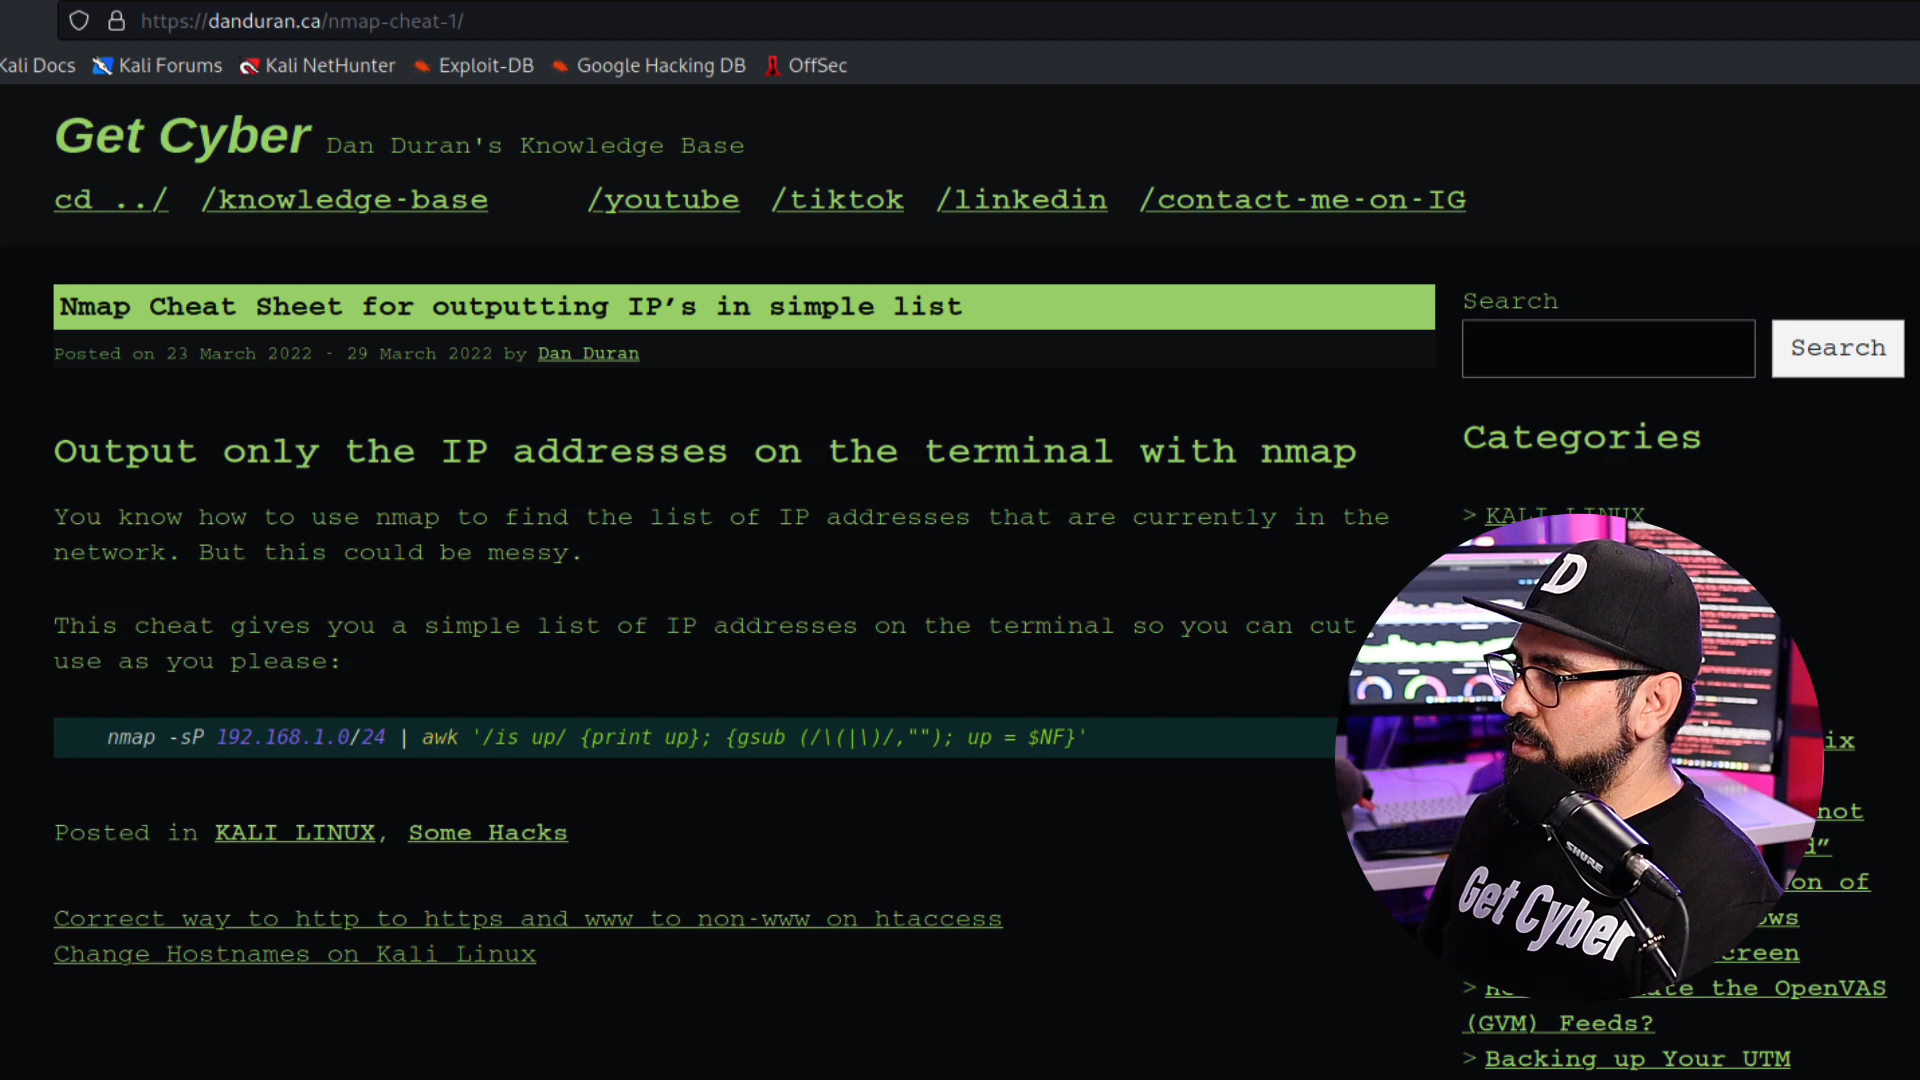 https://danduran.ca/nmap-cheat-1/
Kali Docs Kali Forums Kali NetHunter Exploit-DB Google Hacking DB OffSec
Get Cyber Dan Duran's Knowledge Base
cd ../ /knowledge-base /youtube /tiktok /linkedin /contact-me-on-IG
Nmap Cheat Sheet for outputting IP’s in simple list
Posted on 23 March 2022 - 29 March 2022 by Dan Duran
Output only the IP addresses on the terminal with nmap
You know how to use nmap to find the list of IP addresses that are currently in the
network. But this could be messy.
This cheat gives you a simple list of IP addresses on the terminal so you can cut
use as you please:
nmap -sP 192.168.1.0/24 | awk '/is up/ {print up}; {gsub (/\(|\)/,""); up = $NF}'
Posted in KALI LINUX, Some Hacks
Correct way to http to https and www to non-www on htaccess
Change Hostnames on Kali Linux
Search
Search
Categories
> KALI LINUX
not
of
> the OpenVAS
(GVM) Feeds?
> Backing up Your UTM
D
SHURE
Get Cyber